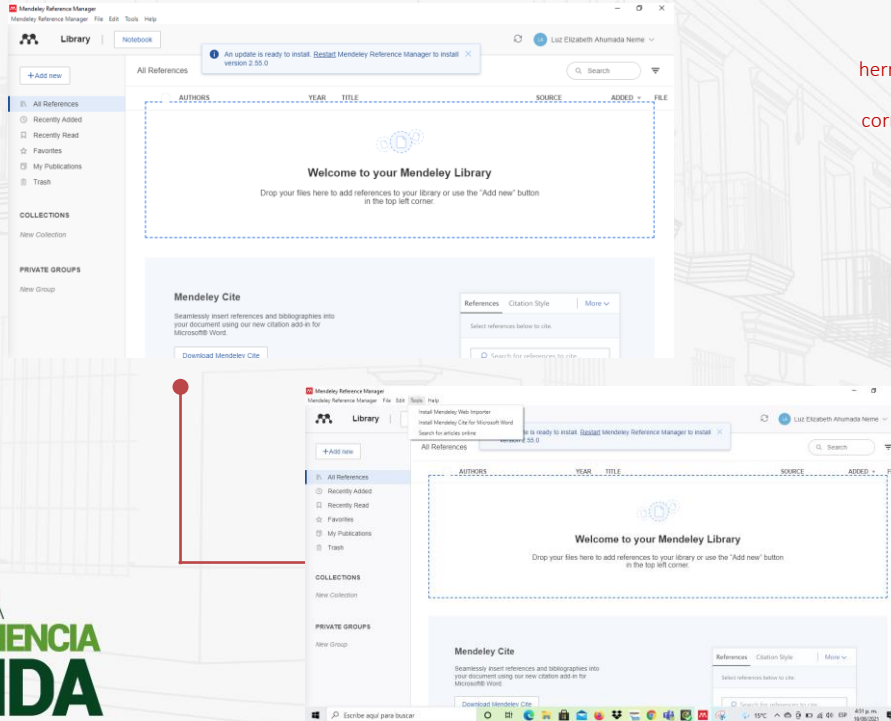 Mendeley Reference Manager
Mendeley Reference Manager File Edit Tools Help
Library
Notebook
An update is ready to install. Restart Mendeley Reference Manager to install
version 2.55.0
Luz Elizabeth Ahumada Neme
+Add new
All References
Search
All References
Recently Added
Recently Read
Favorites
My Publications
Trash
COLLECTIONS
New Collection
PRIVATE GROUPS
New Group
AUTHORS YEAR TITLE SOURCE ADDED FILE
Welcome to your Mendeley Library
Drop your files here to add references to your library or use the "Add new" button
in the top left corner.
Mendeley Cite
Seamlessly insert references and bibliographies into
your document using our new citation add-in for
Microsoft® Word.
Download Mendeley Cite
References Citation Style More
Select references below to cite.
Search for references to cite
herr
cor
Mendeley Reference Manager
Mendeley Reference Manager File Edit Tools Help
Install Mendeley Web Importer
Install Mendeley Cite for Microsoft Word
Search for articles online
Library
is ready to install. Restart Mendeley Reference Manager to install
version 2.55.0
Luz Elizabeth Ahumada Neme
+Add new
All References
Search
All References
Recently Added
Recently Read
Favorites
My Publications
Trash
COLLECTIONS
New Collection
PRIVATE GROUPS
New Group
AUTHORS YEAR TITLE SOURCE ADDED
Welcome to your Mendeley Library
Drop your files here to add references to your library or use the "Add new" button
in the top left corner.
Mendeley Cite
Seamlessly insert references and bibliographies into
your document using our new citation add-in for
Microsoft® Word.
Download Mendeley Cite
References Citation Style More
Select references below to cite.
Search for references to cite
Escribe aquí para buscar
15°C
ESP
4:01 p. m.
IENCIA
IDA